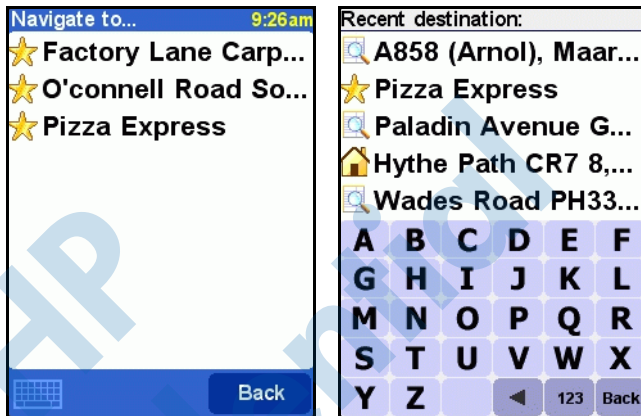 Navigate to... 9:26am
Factory Lane Carp...
O'connell Road So...
Pizza Express
Back
Recent destination:
A858 (Arnol), Maar...
Pizza Express
Paladin Avenue G...
Hythe Path CR7 8,...
Wades Road PH33...
A B C D E F
G H I J K L
M N O P Q R
S T U V W X
Y Z 123 Back
HP